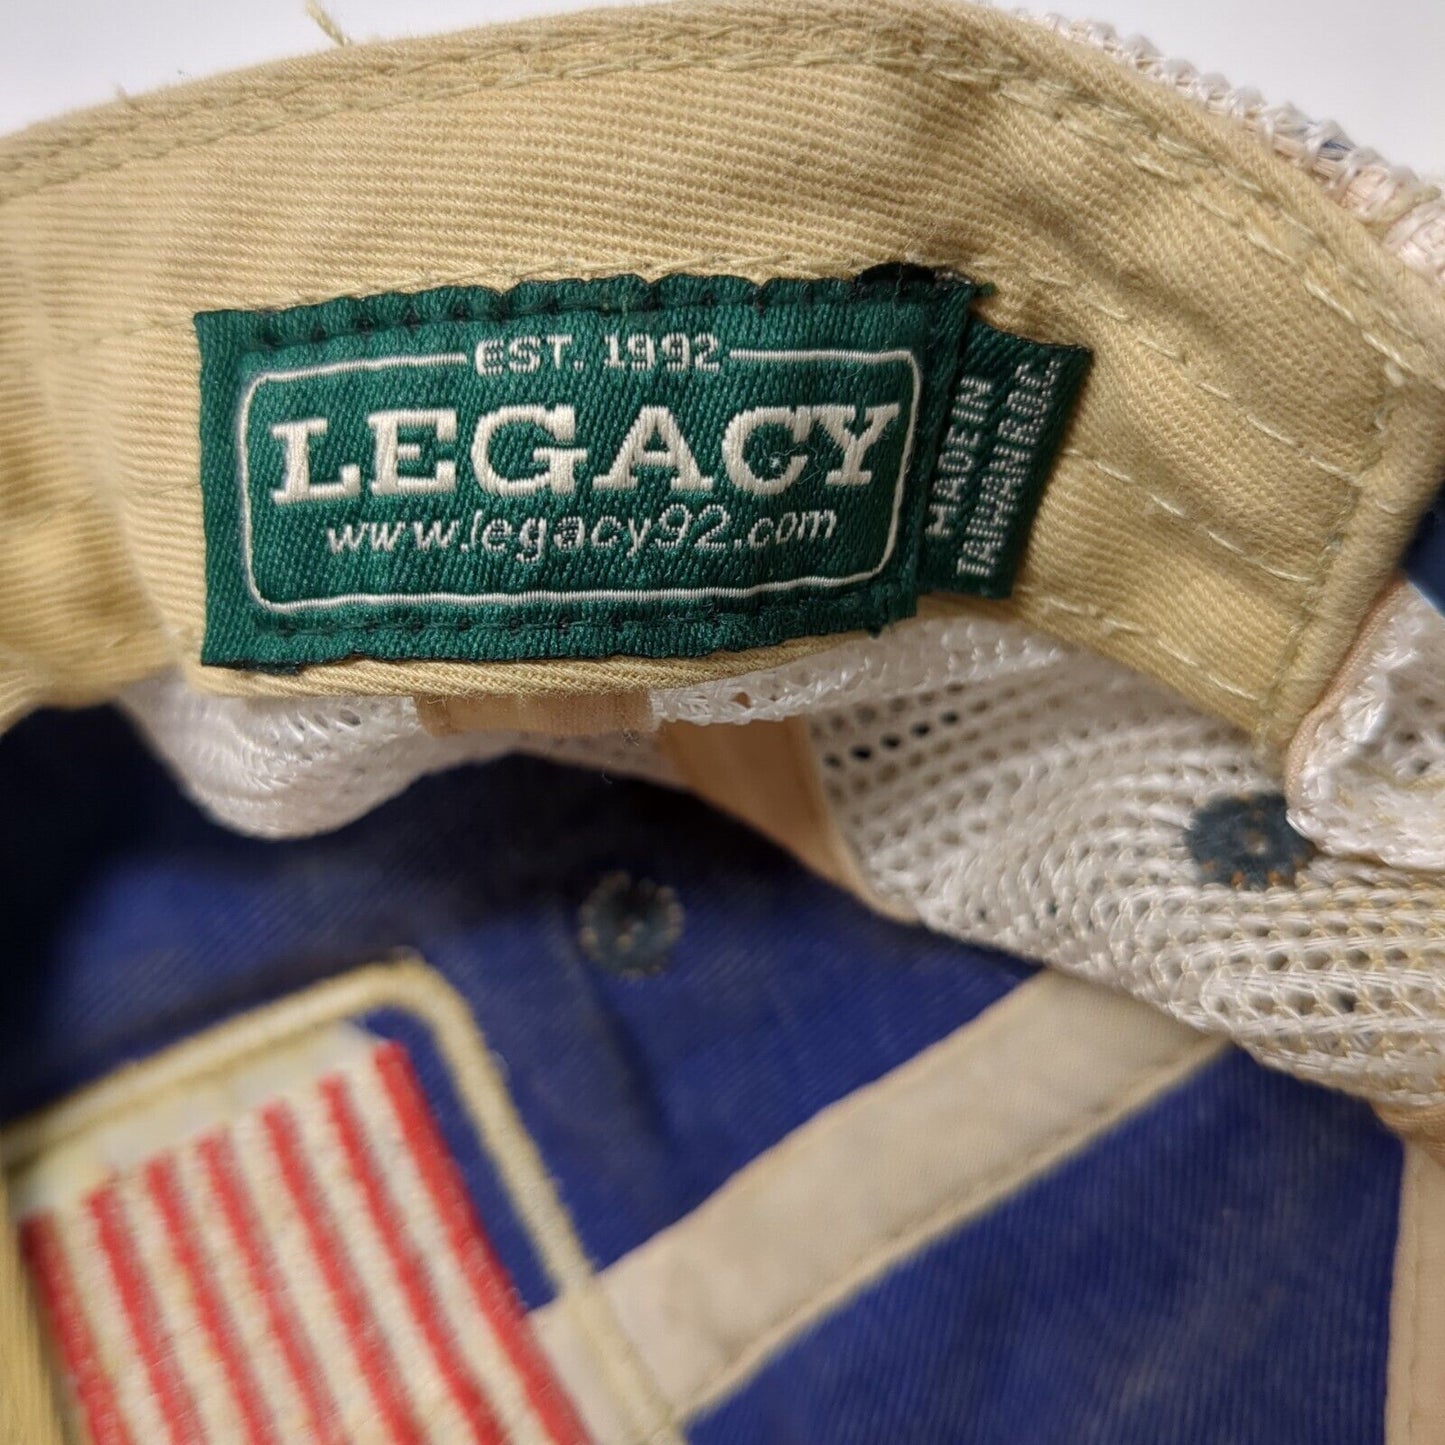 EST. 1992
LEGACY
www.legacy92.com
MADE IN
TAIWAN R.O.C.